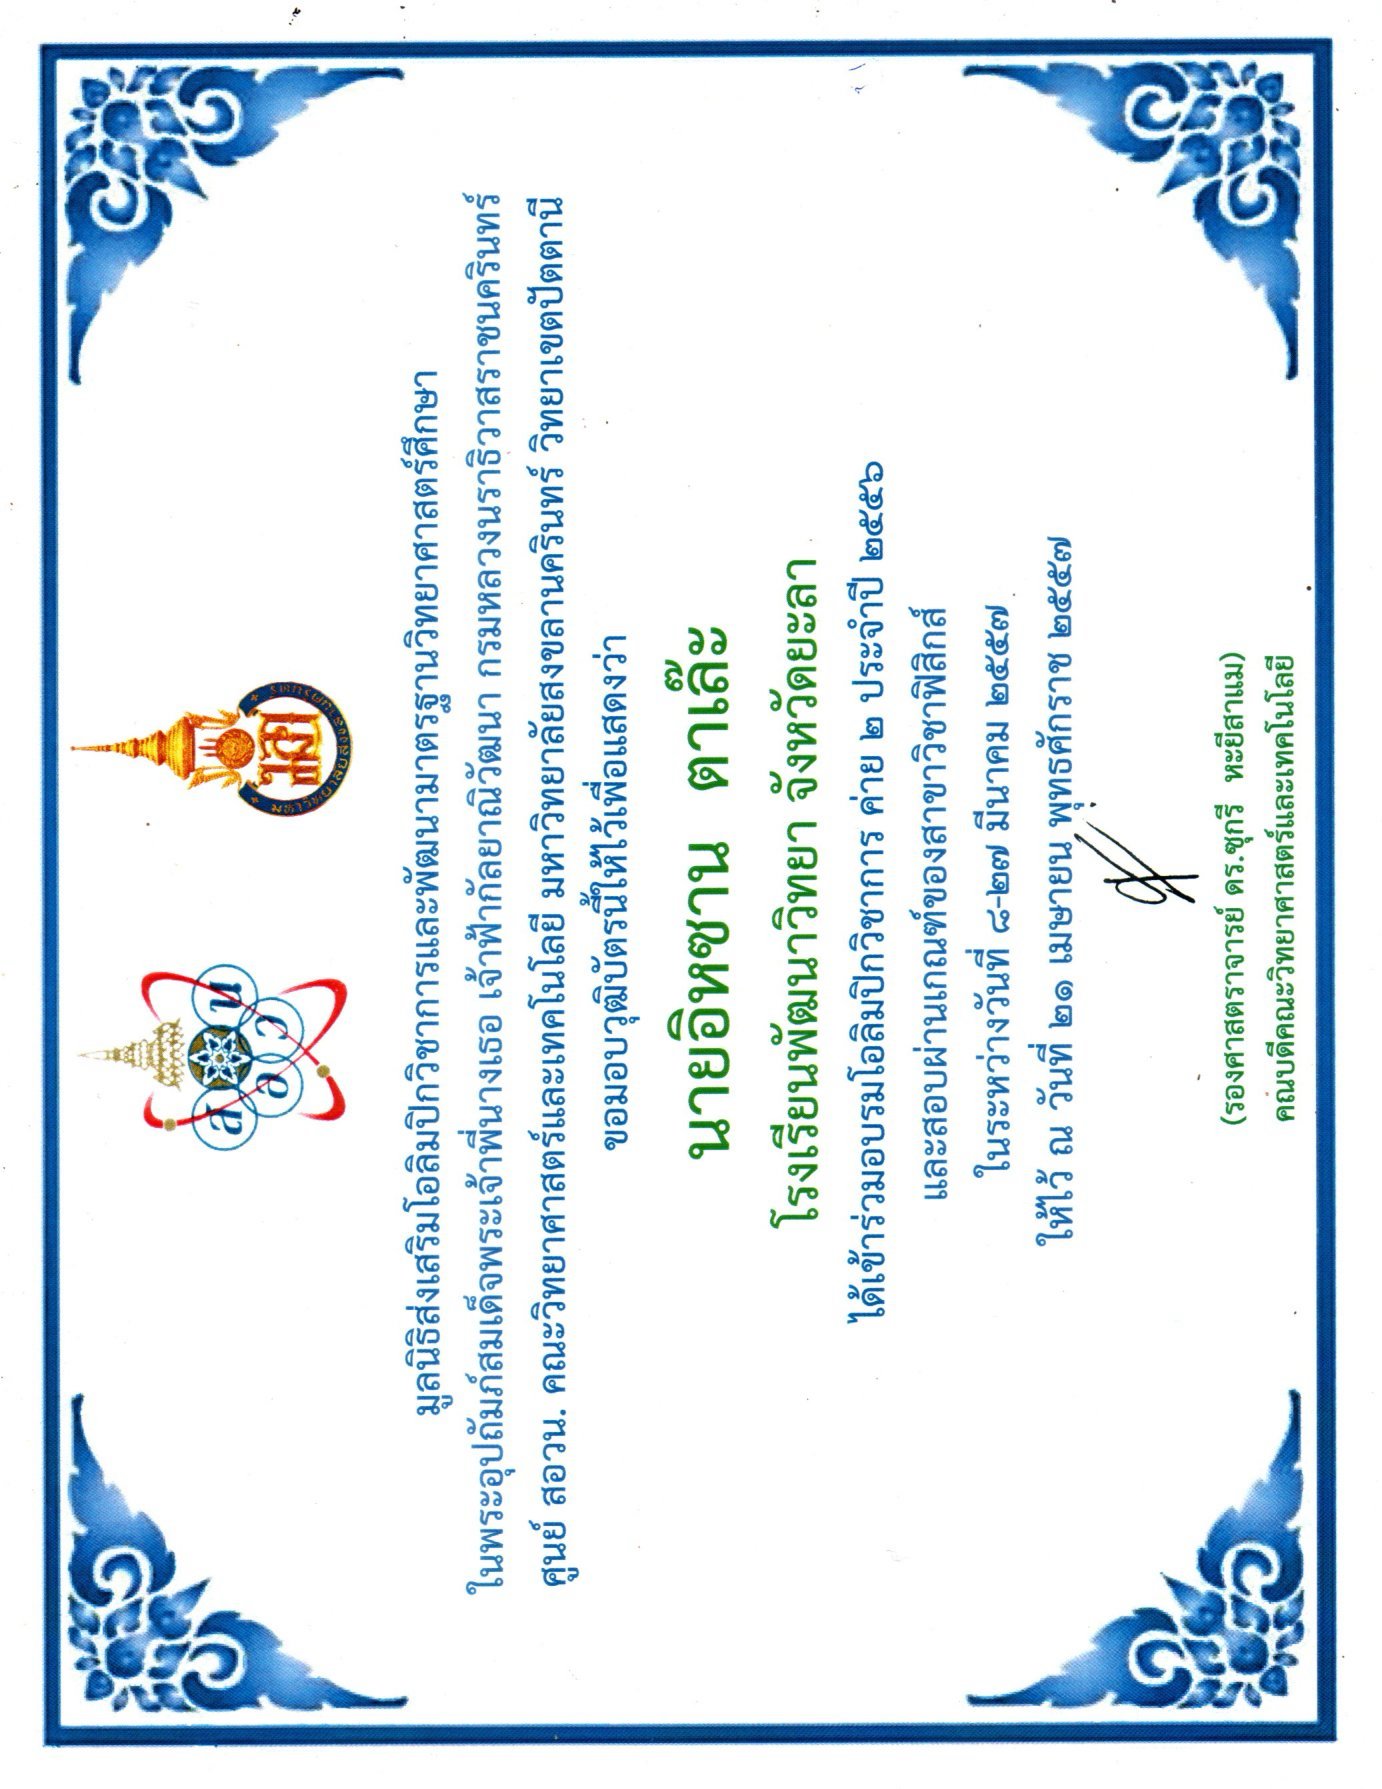 ส อ ว น
มอ
มหาวิทยาลัยสงขลานครินทร์
มูลนิธิส่งเสริมโอลิมปิกวิชาการและพัฒนามาตรฐานวิทยาศาสตร์ศึกษา
ในพระอุปถัมภ์สมเด็จพระเจ้าพี่นางเธอ เจ้าฟ้ากัลยาณิวัฒนา กรมหลวงนราธิวาสราชนครินทร์
ศูนย์ สอวน. คณะวิทยาศาสตร์และเทคโนโลยี มหาวิทยาลัยสงขลานครินทร์ วิทยาเขตปัตตานี
ขอมอบวุฒิบัตรนี้ให้ไว้เพื่อแสดงว่า
นายอิหซาน ตาเล๊ะ
โรงเรียนพัฒนาวิทยา จังหวัดยะลา
ได้เข้าร่วมอบรมโอลิมปิกวิชาการ ค่าย ๒ ประจำปี ๒๕๕๖
และสอบผ่านเกณฑ์ของสาขาวิชาฟิสิกส์
ในระหว่างวันที่ ๘-๒๗ มีนาคม ๒๕๕๗
ให้ไว้ ณ วันที่ ๒๑ เมษายน พุทธศักราช ๒๕๕๗
(รองศาสตราจารย์ ดร.ซุกรี หะยีสาแม)
คณบดีคณะวิทยาศาสตร์และเทคโนโลยี